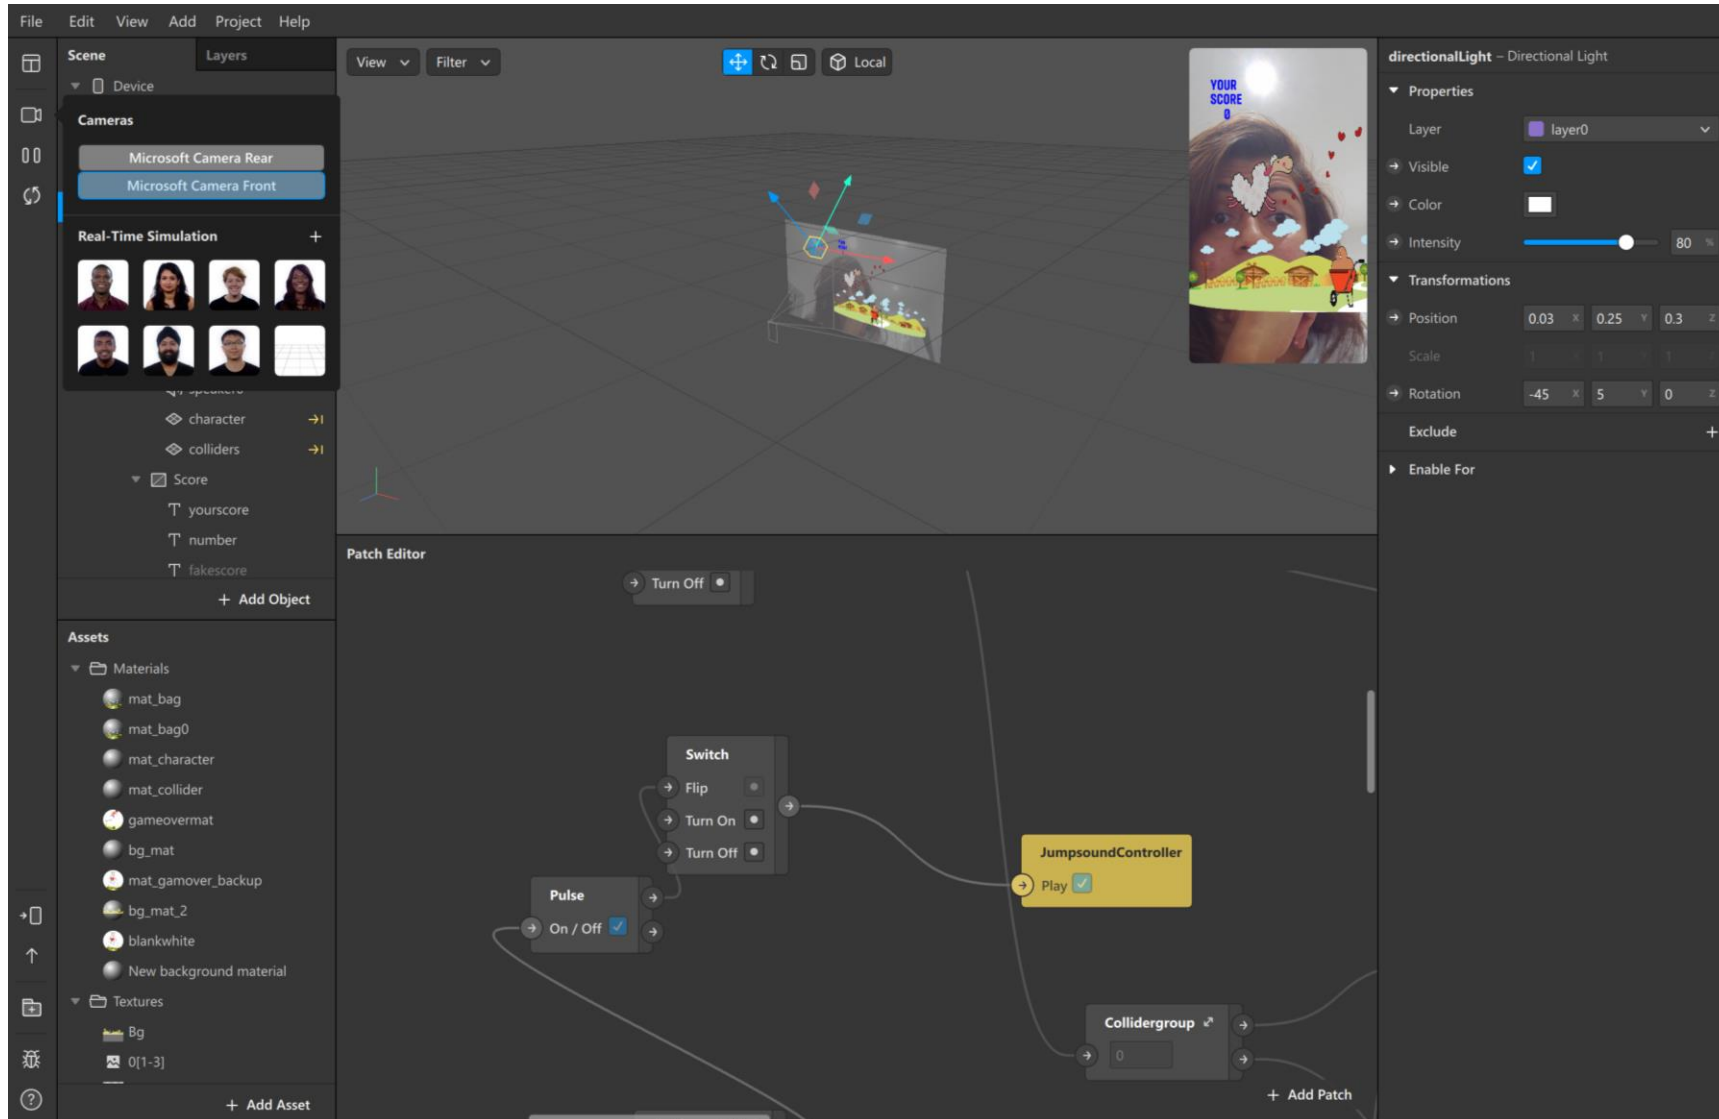 File Edit View Add Project Help
Scene Layers
Device
Cameras
Microsoft Camera Rear
Microsoft Camera Front
Real-Time Simulation +
character
colliders
Score
yourscore
number
fakescore
+ Add Object
Assets
Materials
mat_bag
mat_bag0
mat_character
mat_collider
gameovermat
bg_mat
mat_gamover_backup
bg_mat_2
blankwhite
New background material
Textures
Bg
0[1-3]
+ Add Asset
View Filter Local
YOUR
SCORE
0
Patch Editor
Turn Off
Switch
Flip
Turn On
Turn Off
Pulse
On / Off
JumpsoundController
Play
Collidergroup
0
+ Add Patch
directionalLight – Directional Light
Properties
Layer layer0
Visible
Color
Intensity 80 %
Transformations
Position 0.03 X 0.25 Y 0.3 Z
Scale 1 X 1 Y 1 Z
Rotation -45 X 5 Y 0 Z
Exclude +
Enable For